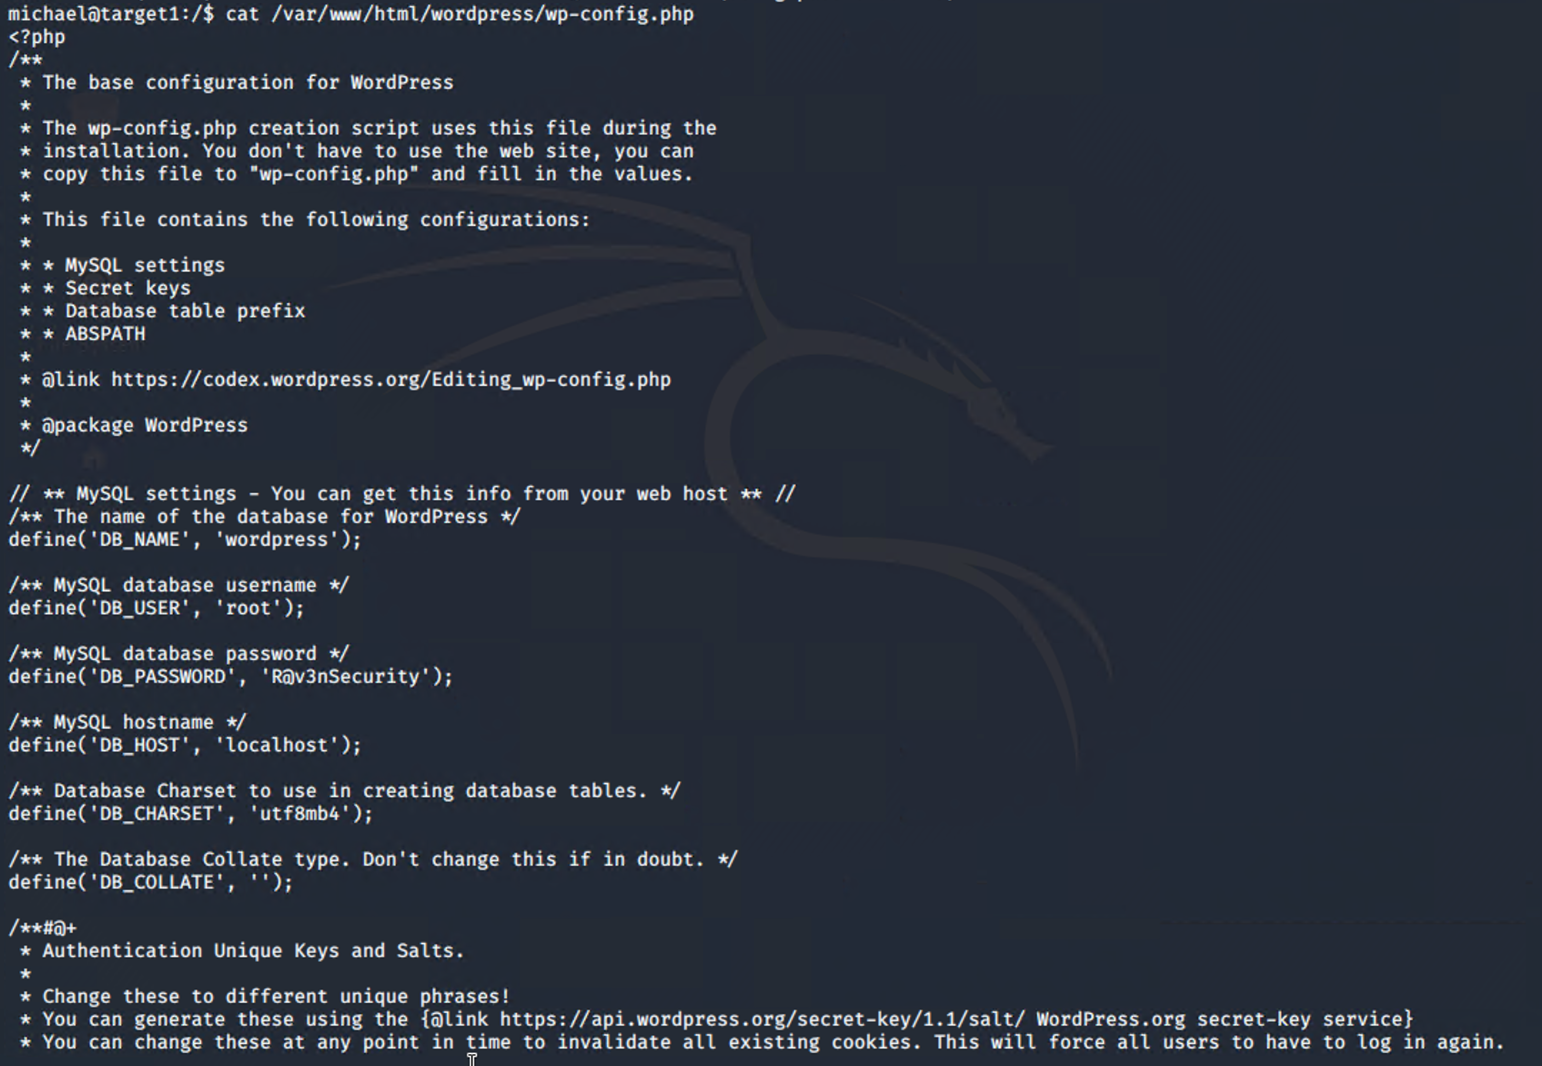 michael@target1:/$ cat /var/www/html/wordpress/wp-config.php
<?php
/**
 * The base configuration for WordPress
 *
 * The wp-config.php creation script uses this file during the
 * installation. You don't have to use the web site, you can
 * copy this file to "wp-config.php" and fill in the values.
 *
 * This file contains the following configurations:
 *
 * * MySQL settings
 * * Secret keys
 * * Database table prefix
 * * ABSPATH
 *
 * @link https://codex.wordpress.org/Editing_wp-config.php
 *
 * @package WordPress
 */

// ** MySQL settings - You can get this info from your web host ** //
/** The name of the database for WordPress */
define('DB_NAME', 'wordpress');

/** MySQL database username */
define('DB_USER', 'root');

/** MySQL database password */
define('DB_PASSWORD', 'R@v3nSecurity');

/** MySQL hostname */
define('DB_HOST', 'localhost');

/** Database Charset to use in creating database tables. */
define('DB_CHARSET', 'utf8mb4');

/** The Database Collate type. Don't change this if in doubt. */
define('DB_COLLATE', '');

/**#@+
 * Authentication Unique Keys and Salts.
 *
 * Change these to different unique phrases!
 * You can generate these using the {@link https://api.wordpress.org/secret-key/1.1/salt/ WordPress.org secret-key service}
 * You can change these at any point in time to invalidate all existing cookies. This will force all users to have to log in again.